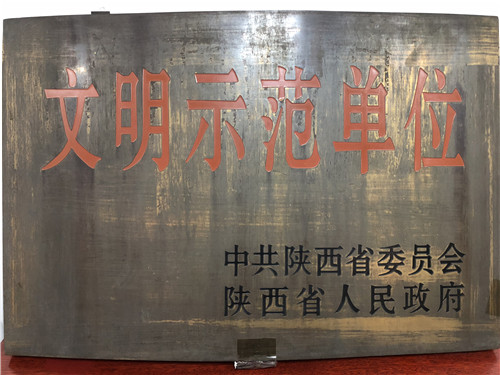 文明示范单位
中共陕西省委员会
陕西省人民政府